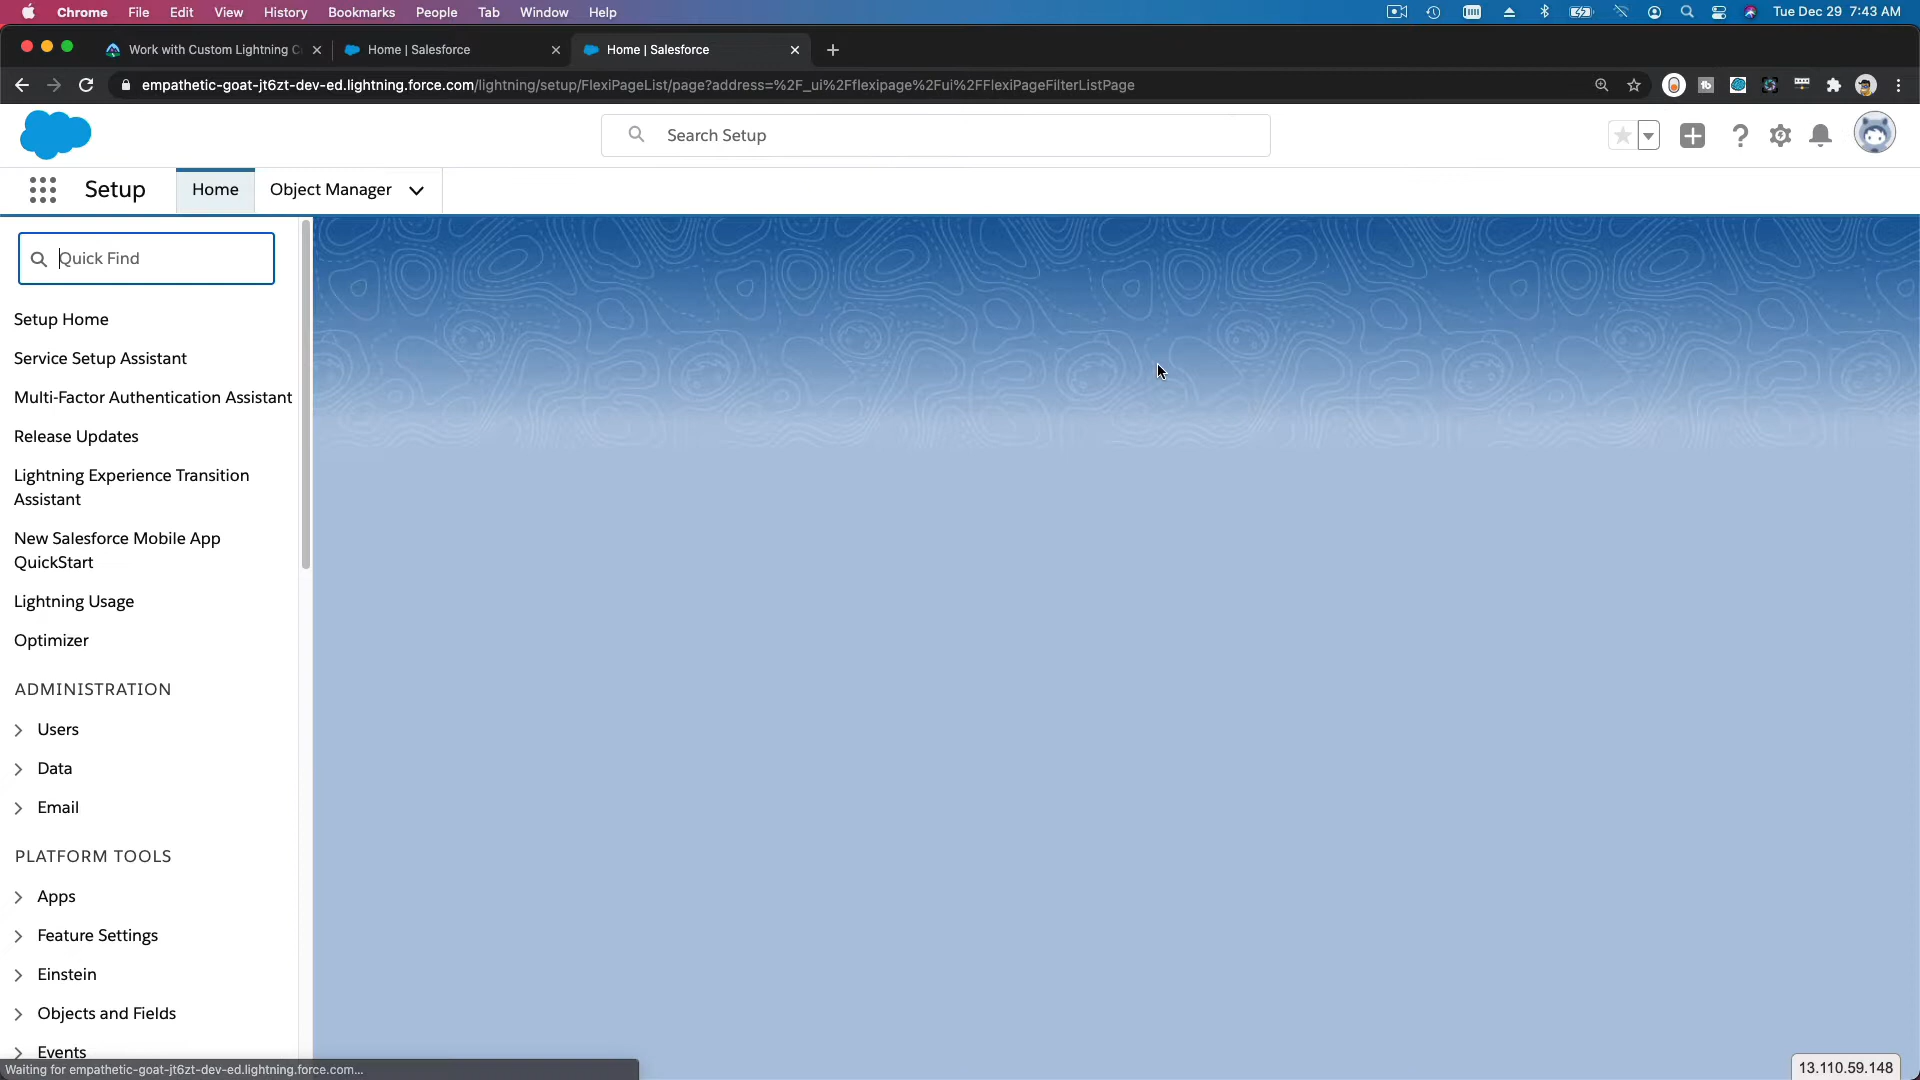 Chrome File Edit View History Bookmarks People Tab Window Help Tue Dec 29 7:43 AM
Work with Custom Lightning C Home | Salesforce Home | Salesforce
empathetic-goat-jt6zt-dev-ed.lightning.force.com/lightning/setup/FlexiPageList/page?address=%2F_ui%2Fflexipage%2Fui%2FFlexiPageFilterListPage
Search Setup
Setup Home Object Manager
Quick Find
Setup Home
Service Setup Assistant
Multi-Factor Authentication Assistant
Release Updates
Lightning Experience Transition
Assistant
New Salesforce Mobile App
QuickStart
Lightning Usage
Optimizer
ADMINISTRATION
Users
Data
Email
PLATFORM TOOLS
Apps
Feature Settings
Einstein
Objects and Fields
Events
Waiting for empathetic-goat-jt6zt-dev-ed.lightning.force.com...
13.110.59.148